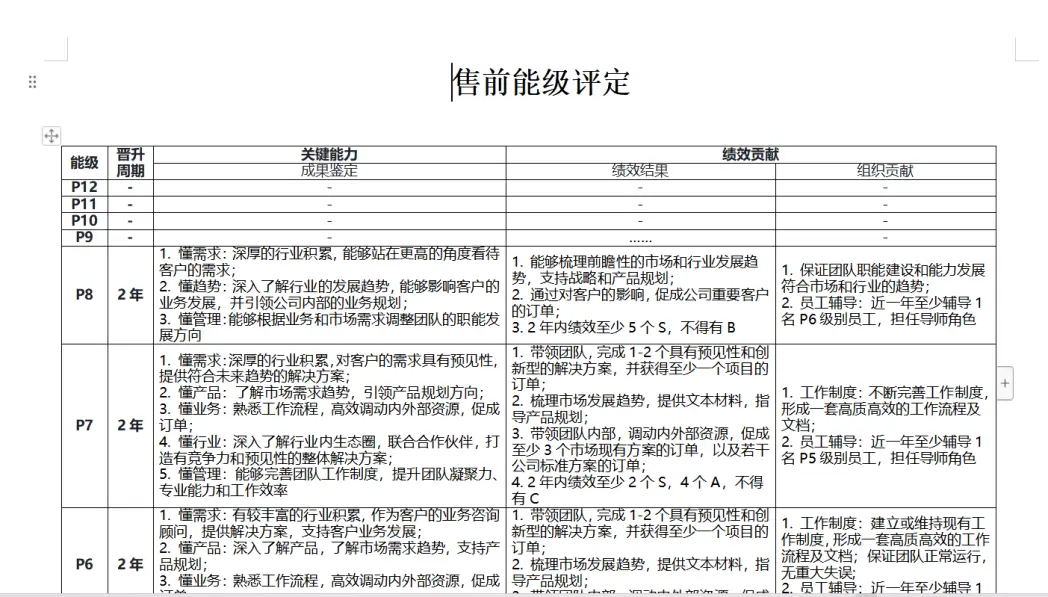 售前能级评定
能级
晋升
周期
关键能力
绩效贡献
成果鉴定
绩效结果
组织贡献
P12
-
-
-
-
P11
-
-
-
-
P10
-
-
-
-
P9
-
-
……
-
P8
2 年
1. 懂需求：深厚的行业积累，能够站在更高的角度看待
客户的需求；
2. 懂趋势：深入了解行业的发展趋势，能够影响客户的
业务发展，并引领公司内部的业务规划；
3. 懂管理：能够根据业务和市场需求调整团队的职能发
展方向
1. 能够梳理前瞻性的市场和行业发展趋
势，支持战略和产品规划；
2. 通过对客户的影响，促成公司重要客户
的订单；
3. 2 年内绩效至少 5 个 S，不得有 B
1. 保证团队职能建设和能力发展
符合市场和行业的趋势；
2. 员工辅导：近一年至少辅导 1
名 P6 级别员工，担任导师角色
P7
2 年
1. 懂需求：深厚的行业积累，对客户的需求具有预见性，
提供符合未来趋势的解决方案；
2. 懂产品：了解市场需求趋势，引领产品规划方向；
3. 懂业务：熟悉工作流程，高效调动内外部资源，促成
订单；
4. 懂行业：深入了解行业内生态圈，联合合作伙伴，打
造有竞争力和预见性的整体解决方案；
5. 懂管理：能够完善团队工作制度，提升团队凝聚力、
专业能力和工作效率
1. 带领团队，完成 1-2 个具有预见性和创
新型的解决方案，并获得至少一个项目的
订单；
2. 梳理市场发展趋势，提供文本材料，指
导产品规划；
3. 带领团队内部，调动内外部资源，促成
至少 3 个市场现有方案的订单，以及若干
公司标准方案的订单；
4. 2 年内绩效至少 2 个 S，4 个 A，不得
有 C
1. 工作制度：不断完善工作制度，
形成一套高质高效的工作流程及
文档；
2. 员工辅导：近一年至少辅导 1
名 P5 级别员工，担任导师角色
P6
2 年
1. 懂需求：有较丰富的行业积累，作为客户的业务咨询
顾问，提供解决方案，支持客户业务发展；
2. 懂产品：深入了解产品，了解市场需求趋势，支持产
品规划；
3. 懂业务：熟悉工作流程，高效调动内外部资源，促成
1. 带领团队，完成 1-2 个具有预见性和创
新型的解决方案，并获得至少一个项目的
订单；
2. 梳理市场发展趋势，提供文本材料，指
导产品规划；
1. 工作制度：建立或维持现有工
作制度，形成一套高质高效的工作
流程及文档；保证团队正常运行，
无重大失误；
2. 员工辅导：近一年至少辅导 1